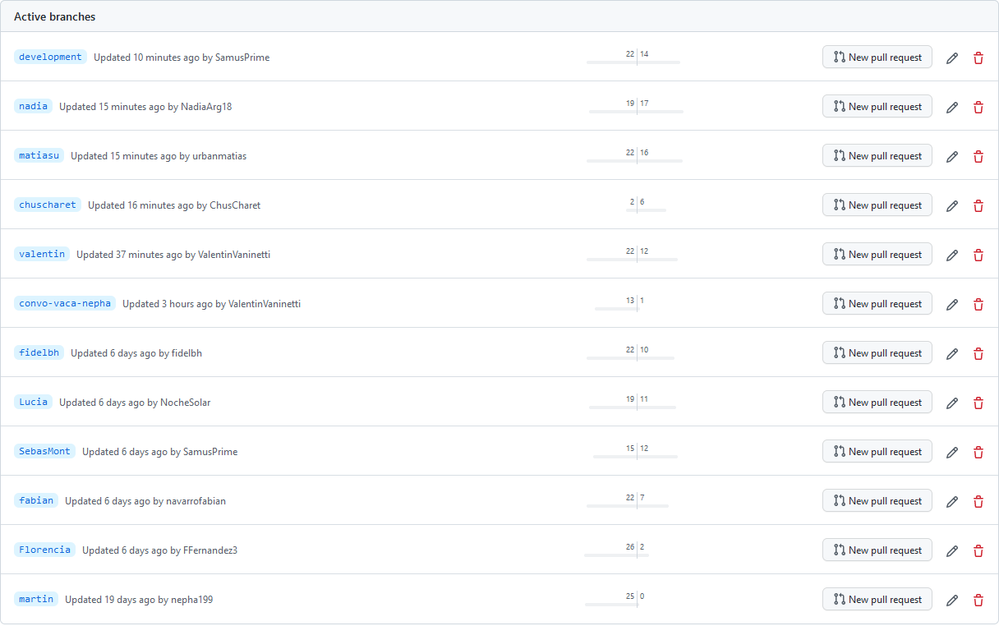 Active branches
development Updated 10 minutes ago by SamusPrime 22 14 New pull request
nadia Updated 15 minutes ago by NadiaArg18 19 17 New pull request
matiasu Updated 15 minutes ago by urbanmatias 22 16 New pull request
chuscharet Updated 16 minutes ago by ChusCharet 2 6 New pull request
valentin Updated 37 minutes ago by ValentinVaninetti 22 12 New pull request
convo-vaca-nepha Updated 3 hours ago by ValentinVaninetti 13 1 New pull request
fidelbh Updated 6 days ago by fidelbh 22 10 New pull request
Lucia Updated 6 days ago by NocheSolar 19 11 New pull request
SebasMont Updated 6 days ago by SamusPrime 15 12 New pull request
fabian Updated 6 days ago by navarrofabian 22 7 New pull request
Florencia Updated 6 days ago by FFernandez3 26 2 New pull request
martin Updated 19 days ago by nepha199 25 0 New pull request